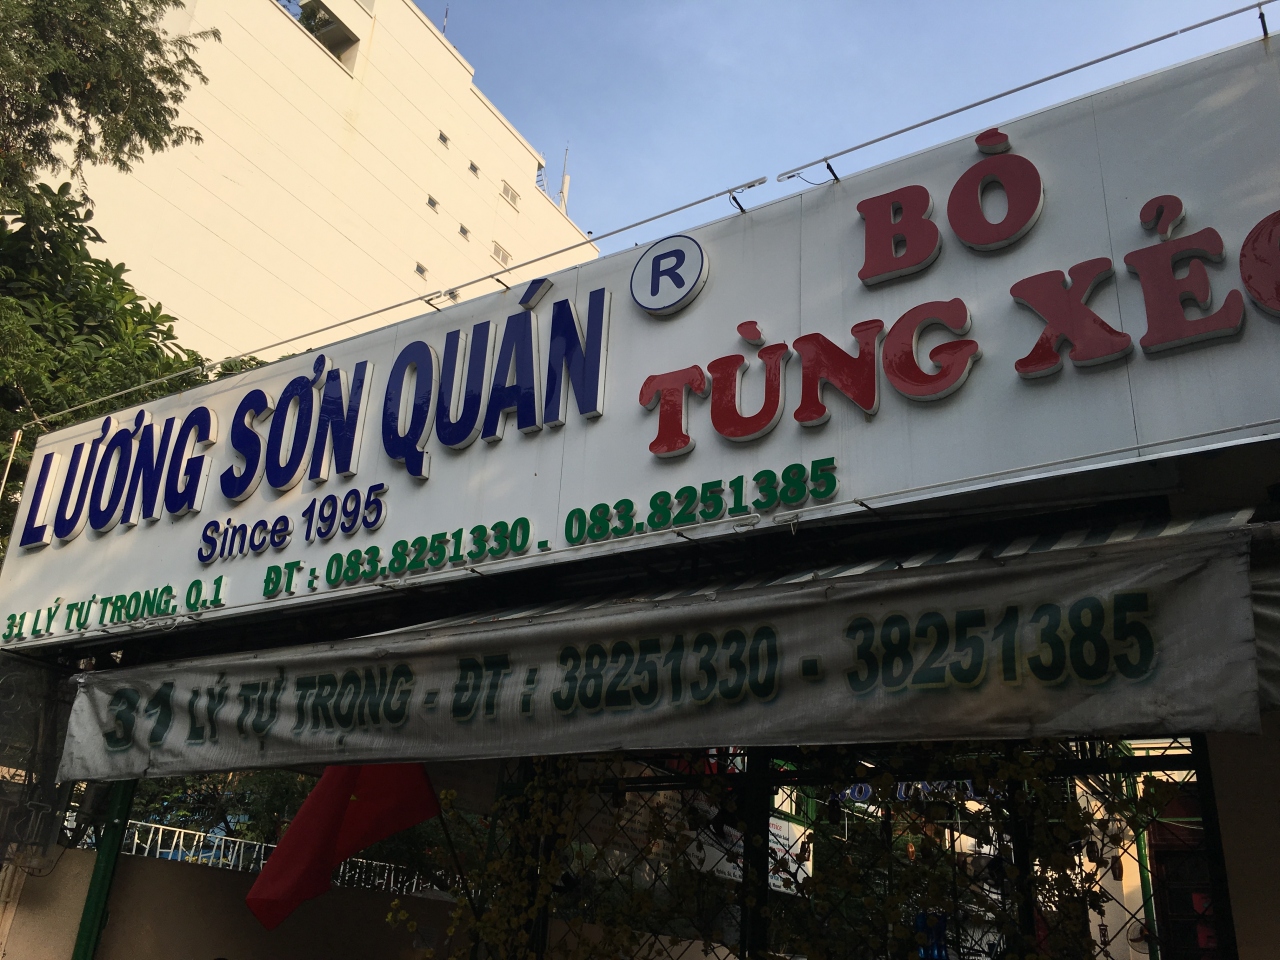 LƯƠNG SƠN QUÁN ®
Since 1995
BÒ
TÙNG XẺO
31 LÝ TỰ TRỌNG, Q.1 ĐT : 083.8251330 - 083.8251385
31 LÝ TỰ TRỌNG - ĐT : 38251330 - 38251385